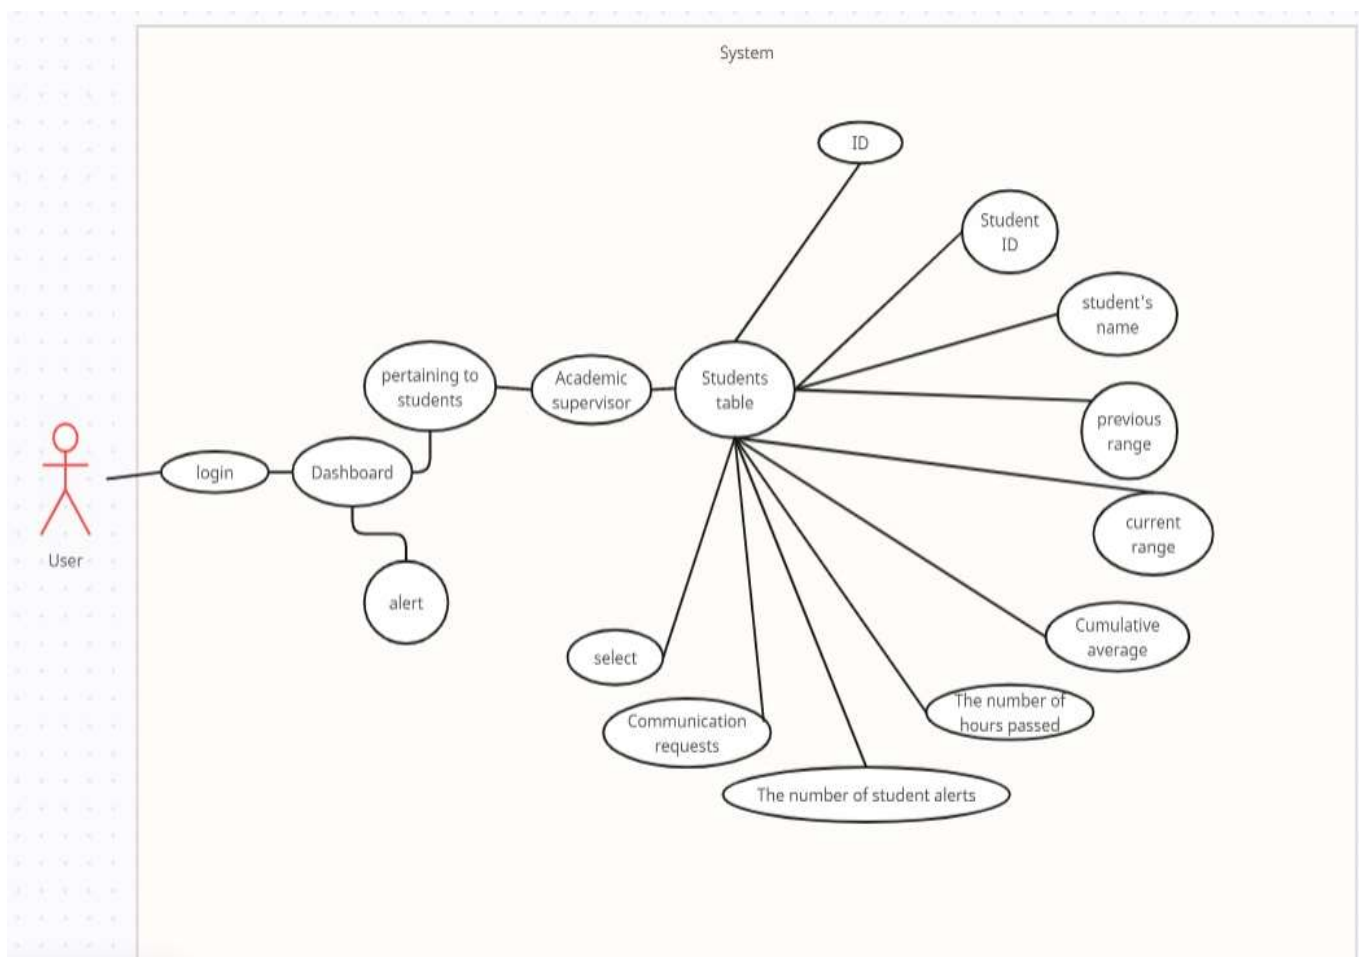 System
ID
Student
ID
student's
name
pertaining to
students
Academic
supervisor
Students
table
previous
range
login
Dashboard
current
range
User
alert
Cumulative
average
select
The number of
hours passed
Communication
requests
The number of student alerts